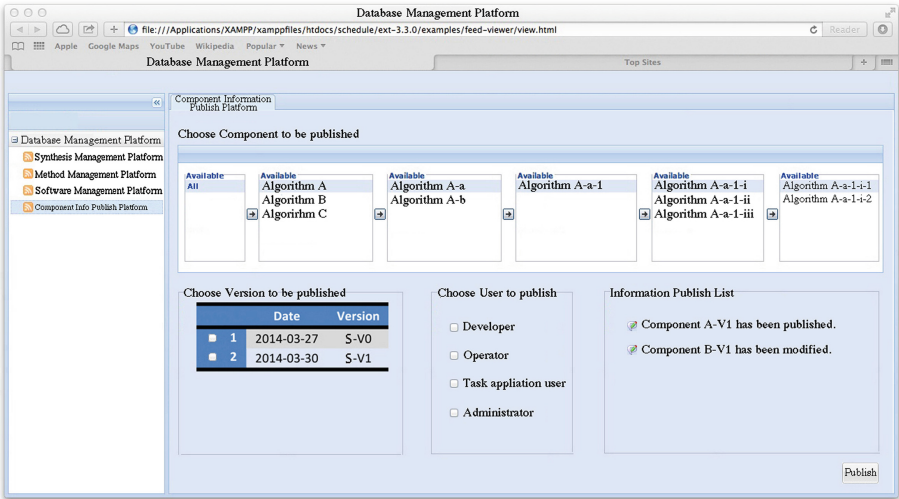 Database Management Platform
file:///Applications/XAMPP/xamppfiles/htdocs/schedule/ext-3.3.0/examples/feed-viewer/view.html
Reader
Apple Google Maps YouTube Wikipedia Popular News
Database Management Platform
Top Sites
Component Information
Publish Platform
Database Management Platform
Synthesis Management Platform
Method Management Platform
Software Management Platform
Component Info Publish Platform
Choose Component to be published
Available
All
Available
Algorithm A
Algorithm B
Algorirhm C
Available
Algorithm A-a
Algorithm A-b
Available
Algorithm A-a-1
Available
Algorithm A-a-1-i
Algorithm A-a-1-ii
Algorithm A-a-1-iii
Available
Algorithm A-a-1-i-1
Algorithm A-a-1-i-2
Choose Version to be published
Date Version
1 2014-03-27 S-V0
2 2014-03-30 S-V1
Choose User to publish
Developer
Operator
Task appliation user
Administrator
Information Publish List
Component A-V1 has been published.
Component B-V1 has been modified.
Publish